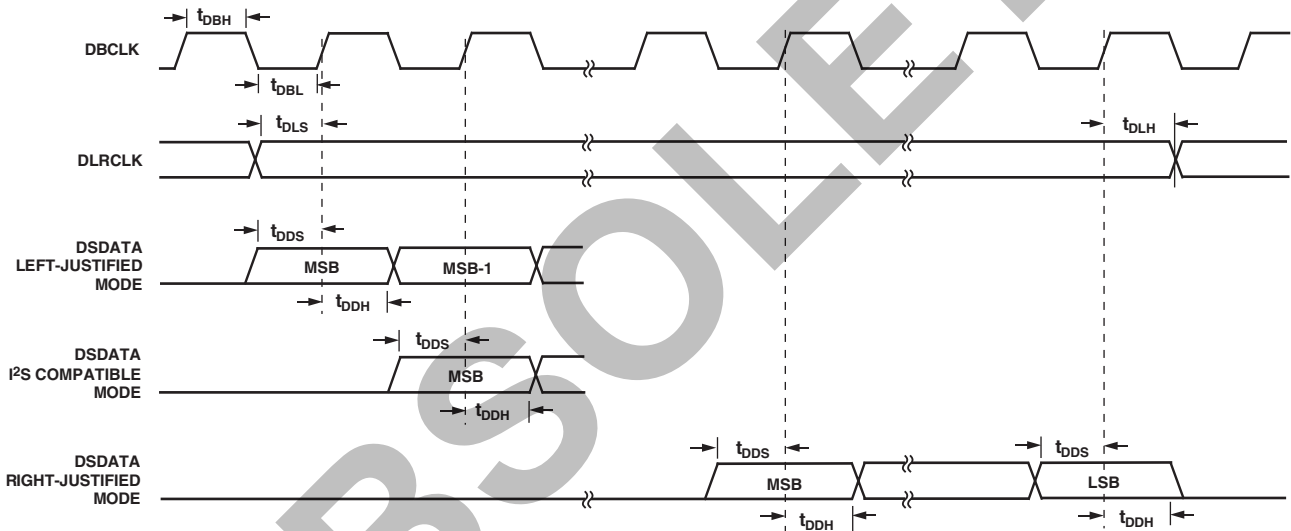 tDBH
DBCLK
tDBL
tDLS
tDLH
DLRCLK
tDDS
DSDATA
LEFT-JUSTIFIED
MODE
MSB
MSB-1
tDDH
tDDS
DSDATA
I²S COMPATIBLE
MODE
MSB
tDDH
tDDS
tDDS
DSDATA
RIGHT-JUSTIFIED
MODE
MSB
LSB
tDDH
tDDH
BSOLE